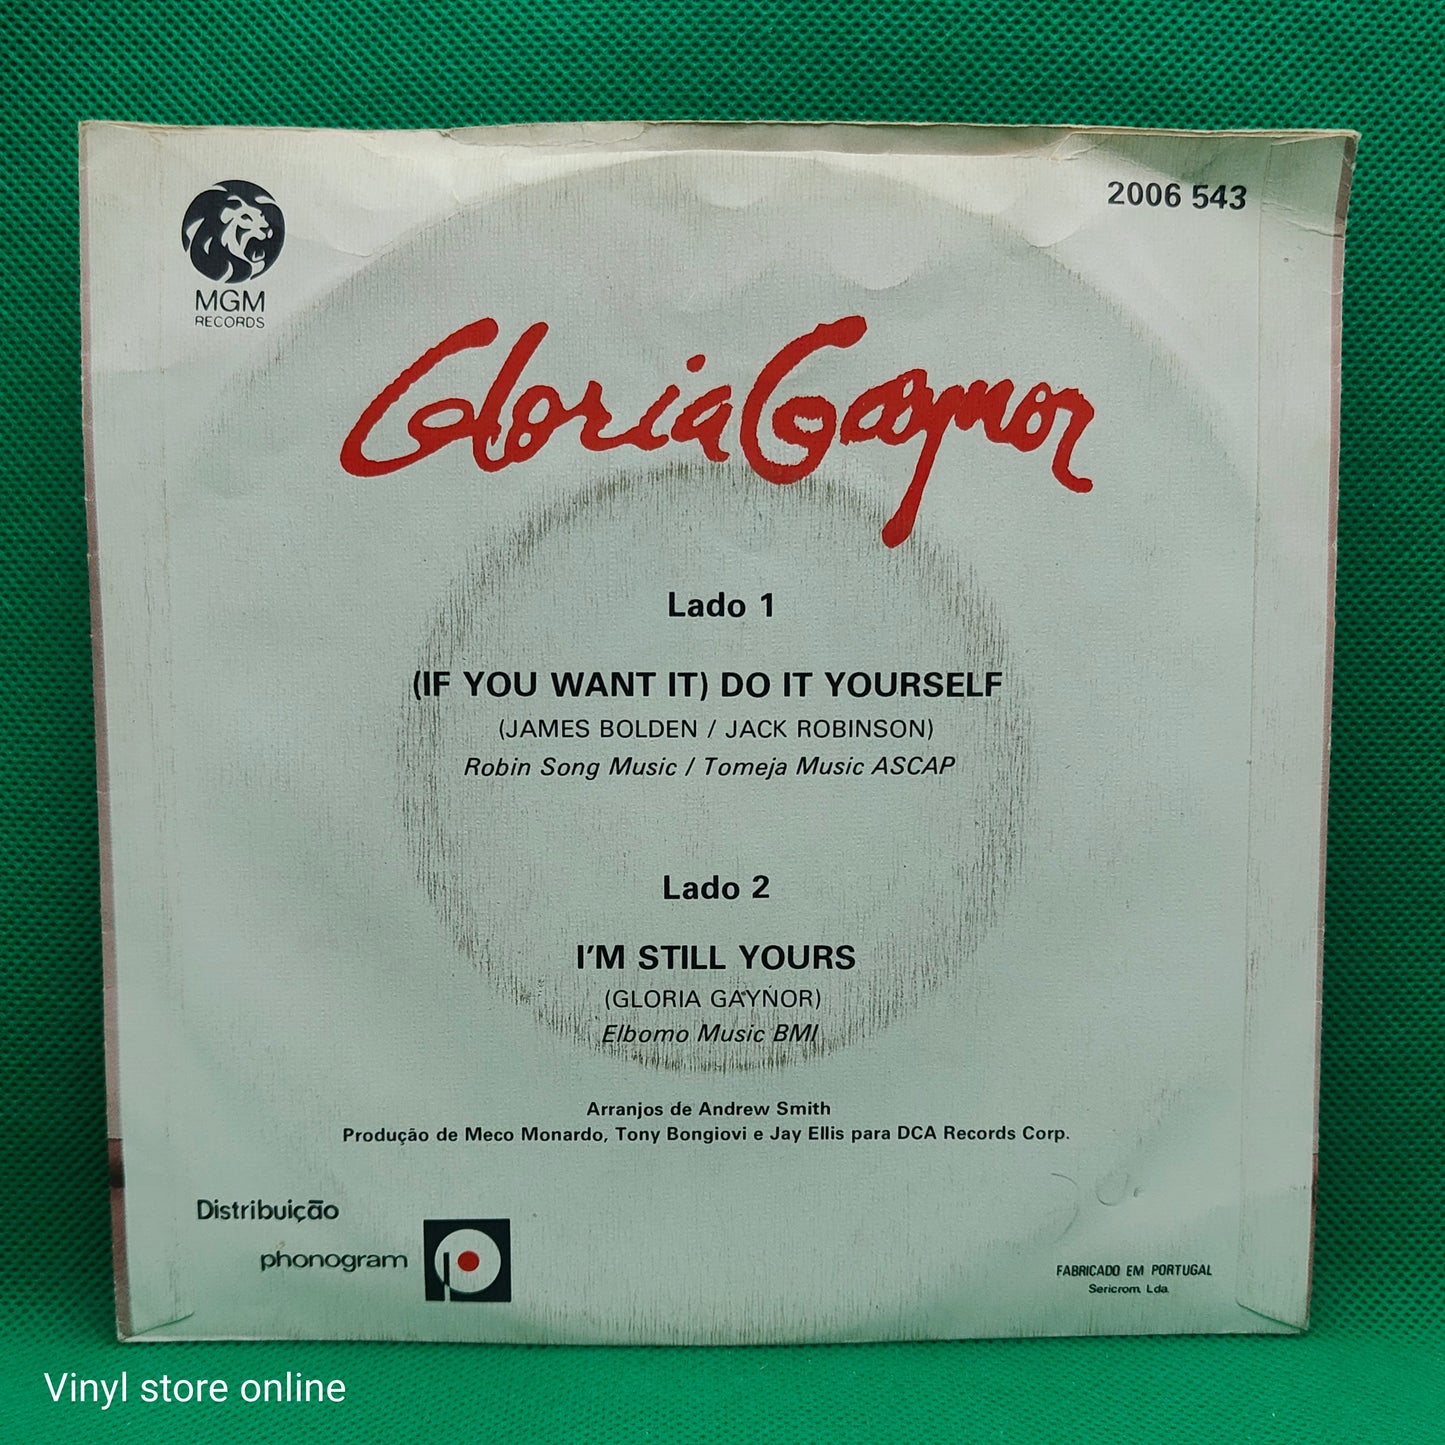 MGM
RECORDS
2006 543
Gloria Gaynor
Lado 1
(IF YOU WANT IT) DO IT YOURSELF
(JAMES BOLDEN / JACK ROBINSON)
Robin Song Music / Tomeja Music ASCAP
Lado 2
I'M STILL YOURS
(GLORIA GAYNOR)
Elbomo Music BMI
Arranjos de Andrew Smith
Produção de Meco Monardo, Tony Bongiovi e Jay Ellis para DCA Records Corp.
Distribuição
phonogram
FABRICADO EM PORTUGAL
Sericrom, Lda.
Vinyl store online